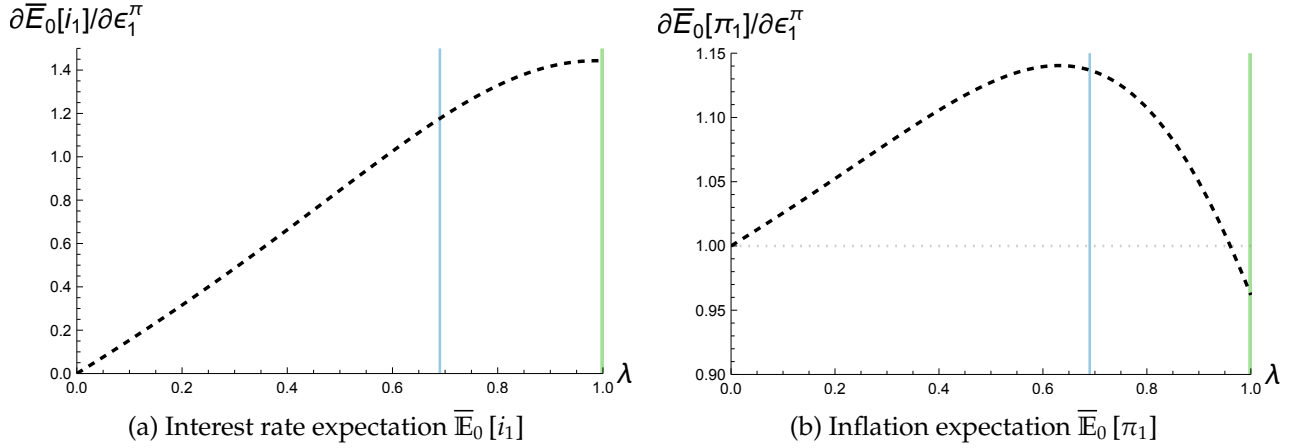 ∂E̅₀[i₁]/∂ϵ₁^π
1.4
1.2
1.0
0.8
0.6
0.4
0.2
0.0
0.0 0.2 0.4 0.6 0.8 1.0 λ
(a) Interest rate expectation 𝔼̅₀ [i₁]
∂E̅₀[π₁]/∂ϵ₁^π
1.15
1.10
1.05
1.00
0.95
0.90
0.0 0.2 0.4 0.6 0.8 1.0 λ
(b) Inflation expectation 𝔼̅₀ [π₁]